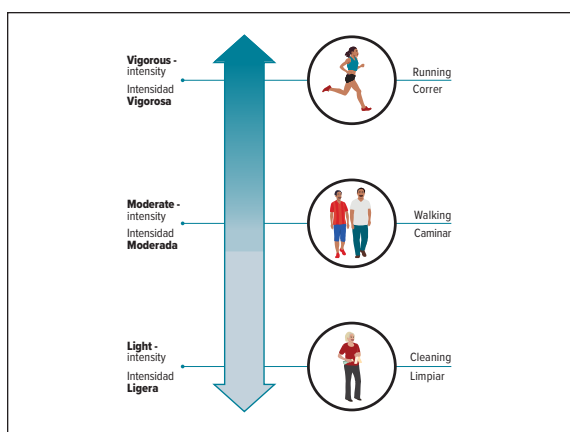 Vigorous -
intensity
Intensidad
Vigorosa
Running
Correr
Moderate -
intensity
Intensidad
Moderada
Walking
Caminar
Light -
intensity
Intensidad
Ligera
Cleaning
Limpiar